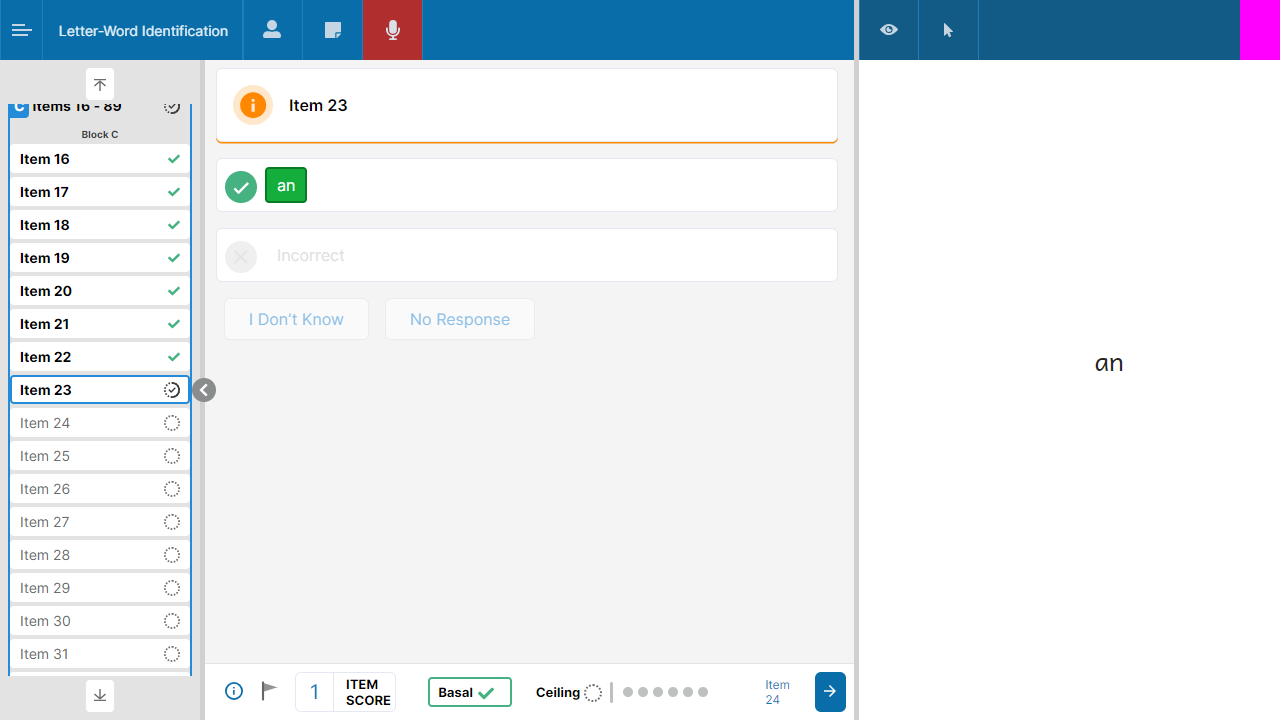 Letter-Word Identification
C Items 16 - 89
Block C
Item 16
Item 17
Item 18
Item 19
Item 20
Item 21
Item 22
Item 23
Item 24
Item 25
Item 26
Item 27
Item 28
Item 29
Item 30
Item 31
Item 23
an
Incorrect
I Don't Know
No Response
1
ITEM
SCORE
Basal
Ceiling
Item
24
an